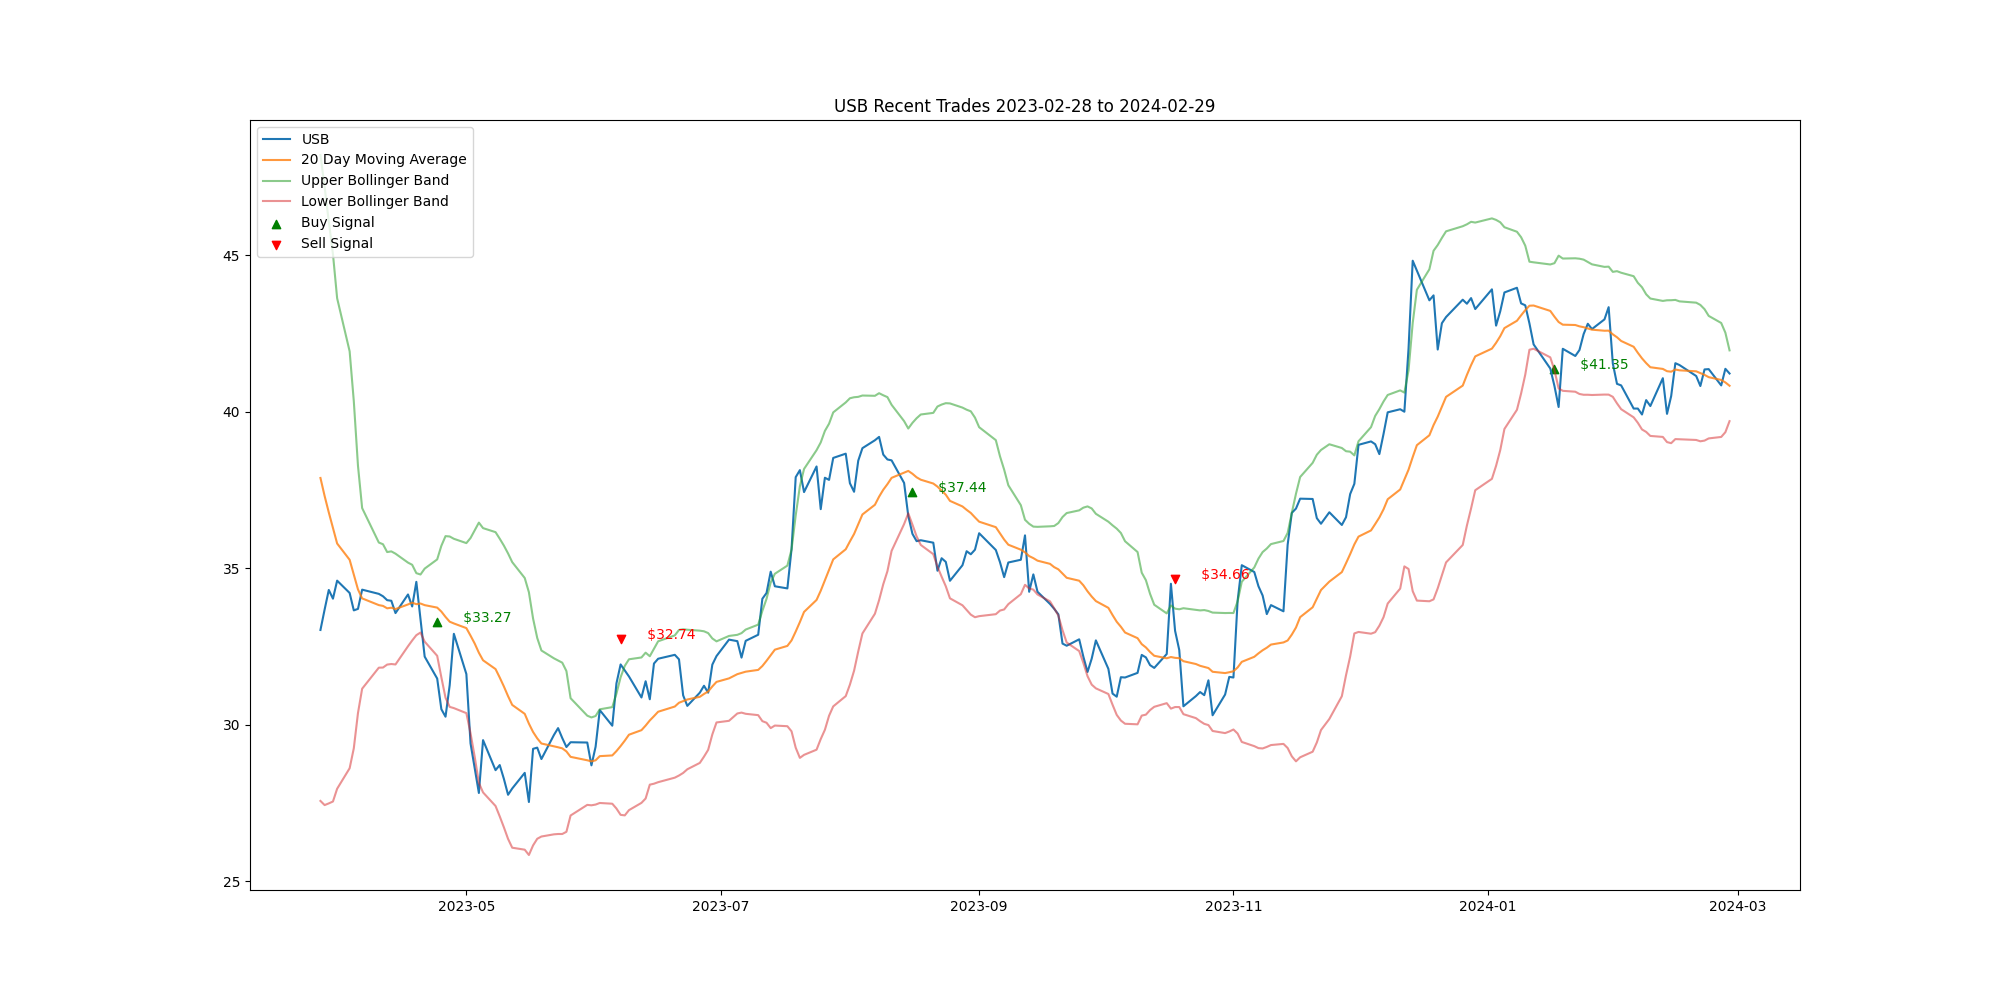 USB Recent Trades 2023-02-28 to 2024-02-29
USB
20 Day Moving Average
Upper Bollinger Band
Lower Bollinger Band
Buy Signal
Sell Signal
45
40
35
30
25
$33.27
$32.74
$37.44
$34.66
$41.35
2023-05
2023-07
2023-09
2023-11
2024-01
2024-03